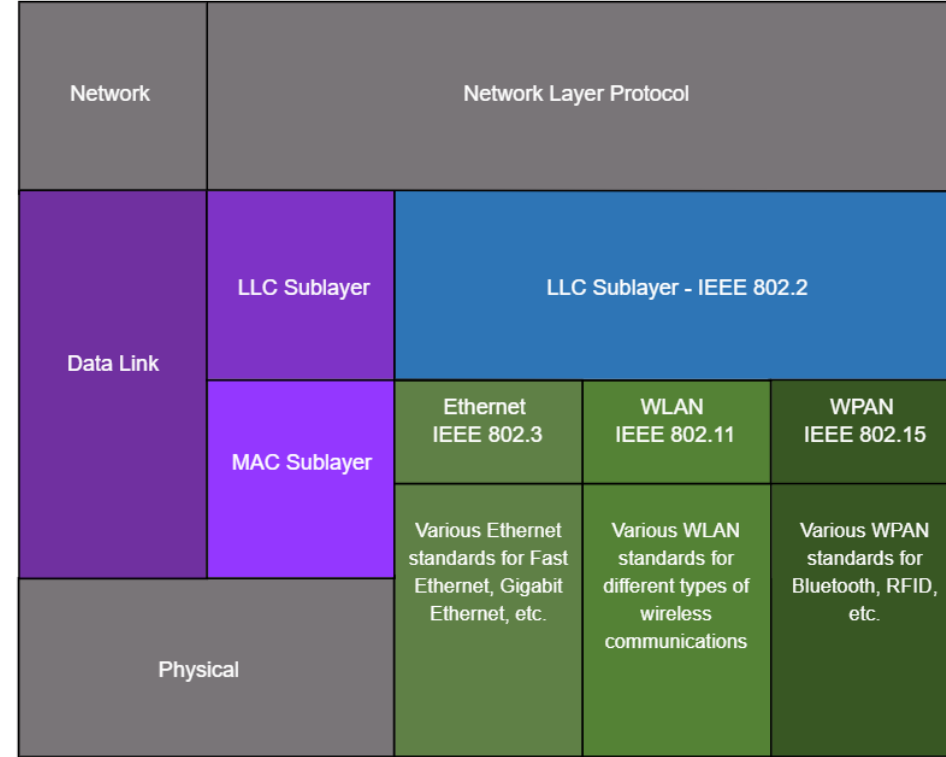 Network
Network Layer Protocol
Data Link
LLC Sublayer
LLC Sublayer - IEEE 802.2
MAC Sublayer
Ethernet
IEEE 802.3
WLAN
IEEE 802.11
WPAN
IEEE 802.15
Various Ethernet
standards for Fast
Ethernet, Gigabit
Ethernet, etc.
Various WLAN
standards for
different types of
wireless
communications
Various WPAN
standards for
Bluetooth, RFID,
etc.
Physical